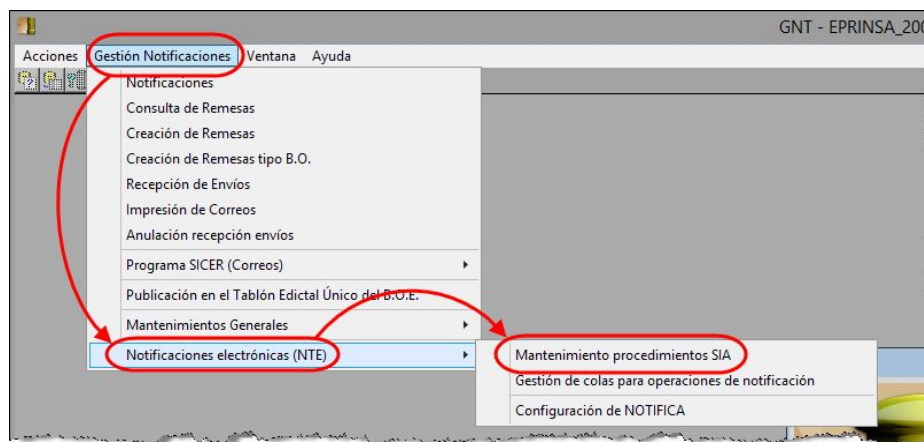 GNT - EPRINSA_200
Acciones Gestión Notificaciones Ventana Ayuda
Notificaciones
Consulta de Remesas
Creación de Remesas
Creación de Remesas tipo B.O.
Recepción de Envíos
Impresión de Correos
Anulación recepción envíos
Programa SICER (Correos)
Publicación en el Tablón Edictal Único del B.O.E.
Mantenimientos Generales
Notificaciones electrónicas (NTE)
Mantenimiento procedimientos SIA
Gestión de colas para operaciones de notificación
Configuración de NOTIFICA